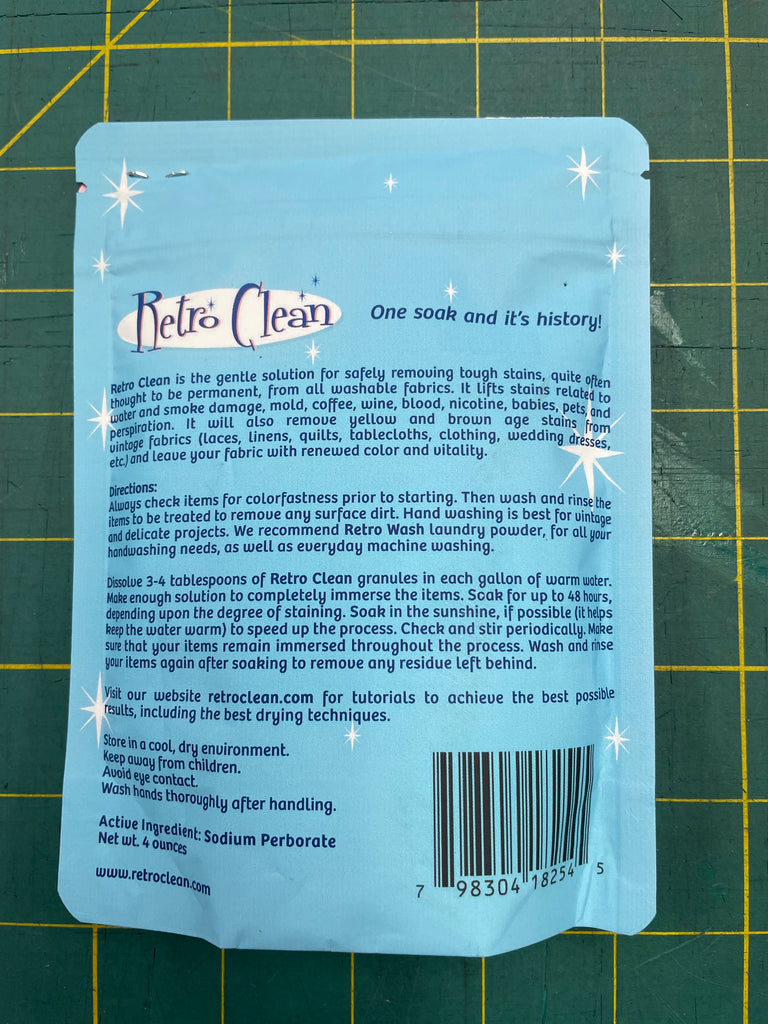 Retro Clean
One soak and it's history!
Retro Clean is the gentle solution for safely removing tough stains, quite often
thought to be permanent, from all washable fabrics. It lifts stains related to
water and smoke damage, mold, coffee, wine, blood, nicotine, babies, pets, and
perspiration. It will also remove yellow and brown age stains from
vintage fabrics (laces, linens, quilts, tablecloths, clothing, wedding dresses,
etc.) and leave your fabric with renewed color and vitality.
Directions:
Always check items for colorfastness prior to starting. Then wash and rinse the
items to be treated to remove any surface dirt. Hand washing is best for vintage
and delicate projects. We recommend Retro Wash laundry powder, for all your
handwashing needs, as well as everyday machine washing.
Dissolve 3-4 tablespoons of Retro Clean granules in each gallon of warm water.
Make enough solution to completely immerse the items. Soak for up to 48 hours,
depending upon the degree of staining. Soak in the sunshine, if possible (it helps
keep the water warm) to speed up the process. Check and stir periodically. Make
sure that your items remain immersed throughout the process. Wash and rinse
your items again after soaking to remove any residue left behind.
Visit our website retroclean.com for tutorials to achieve the best possible
results, including the best drying techniques.
Store in a cool, dry environment.
Keep away from children.
Avoid eye contact.
Wash hands thoroughly after handling.
Active Ingredient: Sodium Perborate
Net wt. 4 ounces
www.retroclean.com
7 98304 18254 5